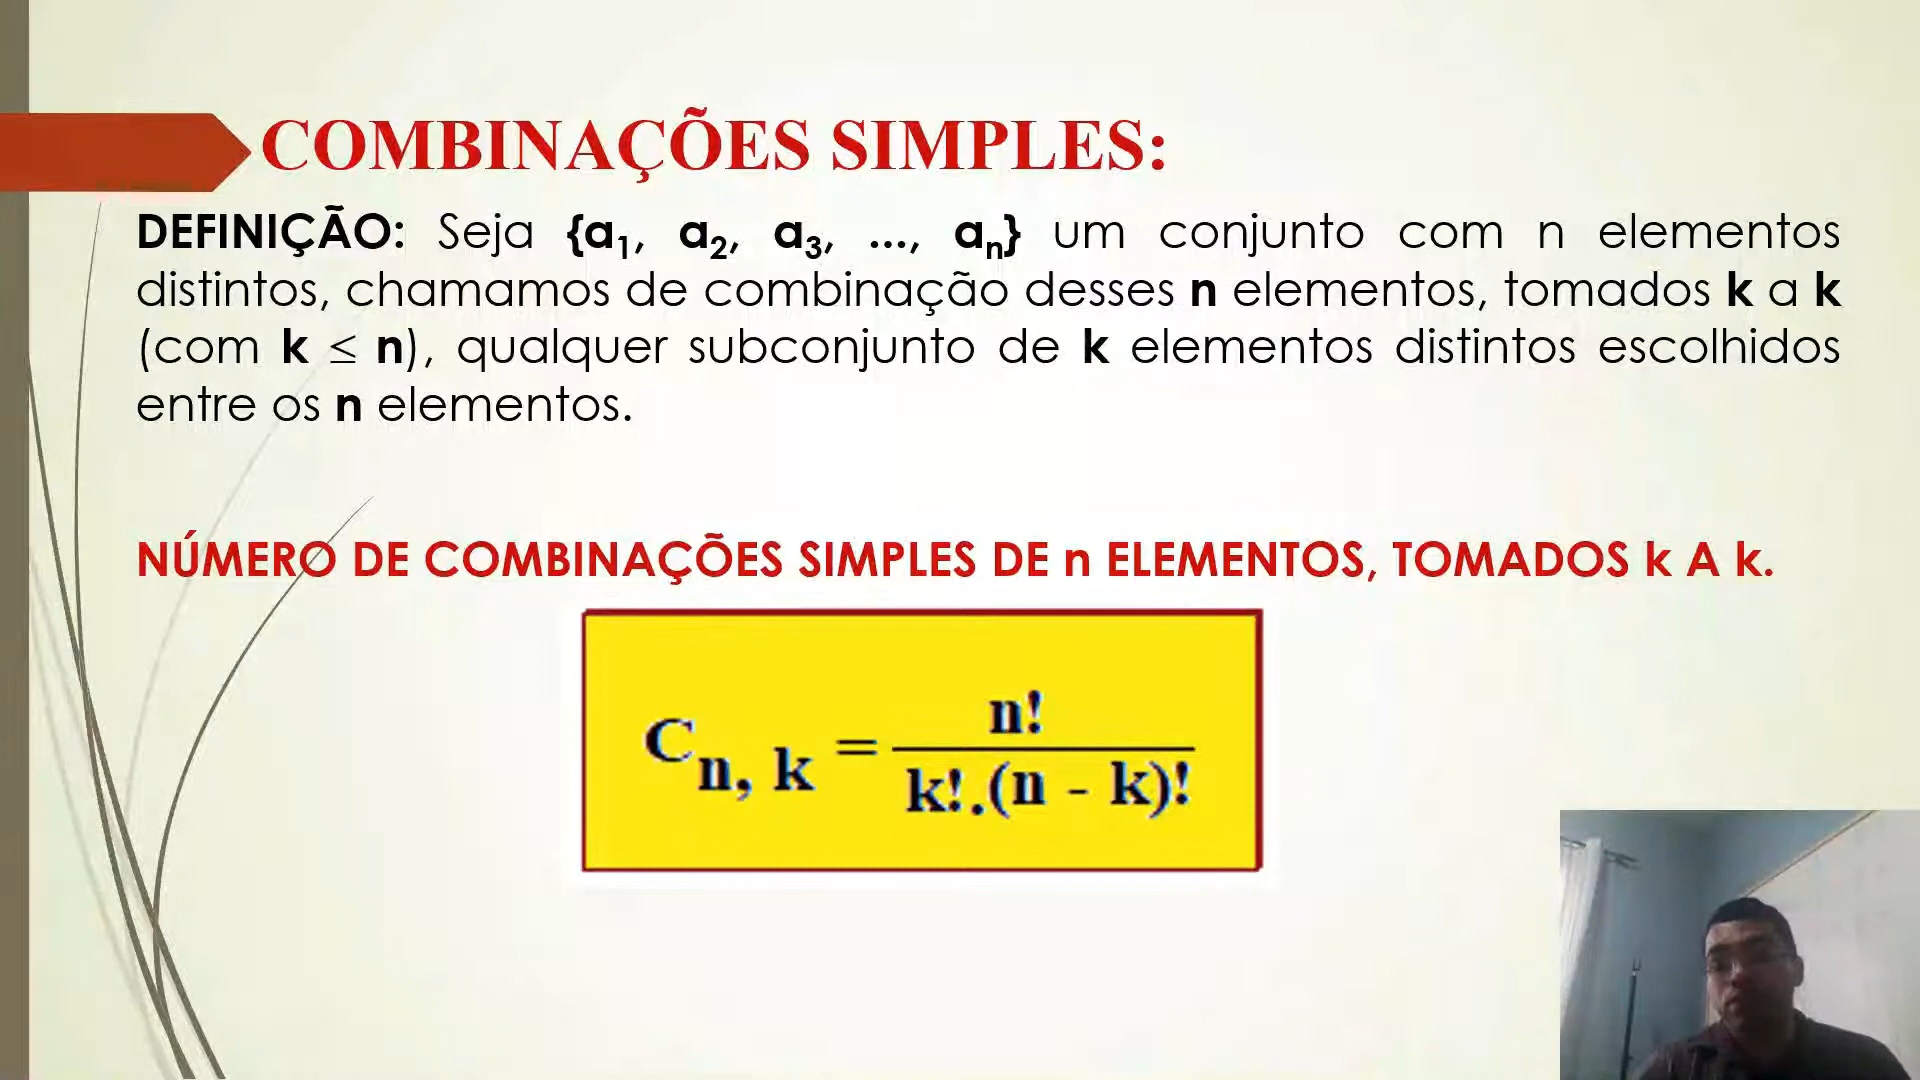 COMBINAÇÕES SIMPLES:
DEFINIÇÃO: Seja {a₁, a₂, a₃, ..., aₙ} um conjunto com n elementos
distintos, chamamos de combinação desses n elementos, tomados k a k
(com k ≤ n), qualquer subconjunto de k elementos distintos escolhidos
entre os n elementos.
NÚMERO DE COMBINAÇÕES SIMPLES DE n ELEMENTOS, TOMADOS k A k.
C n, k = n! / k!.(n - k)!